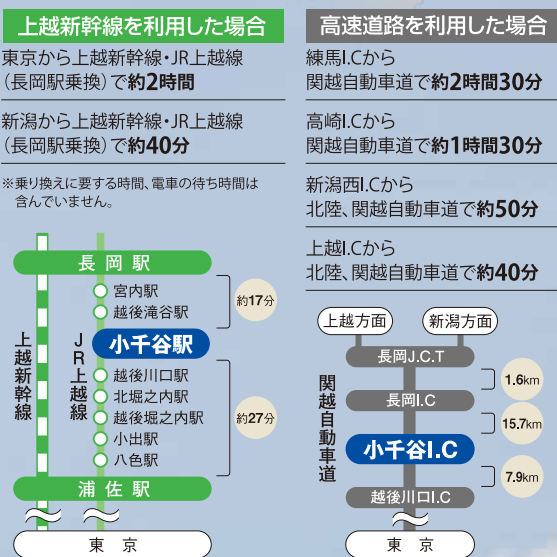 上越新幹線を利用した場合
東京から上越新幹線・JR上越線
(長岡駅乗換)で約2時間
新潟から上越新幹線・JR上越線
(長岡駅乗換)で約40分
※乗り換えに要する時間、電車の待ち時間は
含んでいません。
長岡駅
宮内駅
越後滝谷駅
約17分
小千谷駅
越後川口駅
北堀之内駅
越後堀之内駅
小出駅
八色駅
約27分
浦佐駅
東京
上越新幹線
JR上越線
高速道路を利用した場合
練馬I.Cから
関越自動車道で約2時間30分
高崎I.Cから
関越自動車道で約1時間30分
新潟西I.Cから
北陸、関越自動車道で約50分
上越I.Cから
北陸、関越自動車道で約40分
上越方面
新潟方面
長岡J.C.T
1.6km
長岡I.C
15.7km
小千谷I.C
7.9km
越後川口I.C
東京
関越自動車道